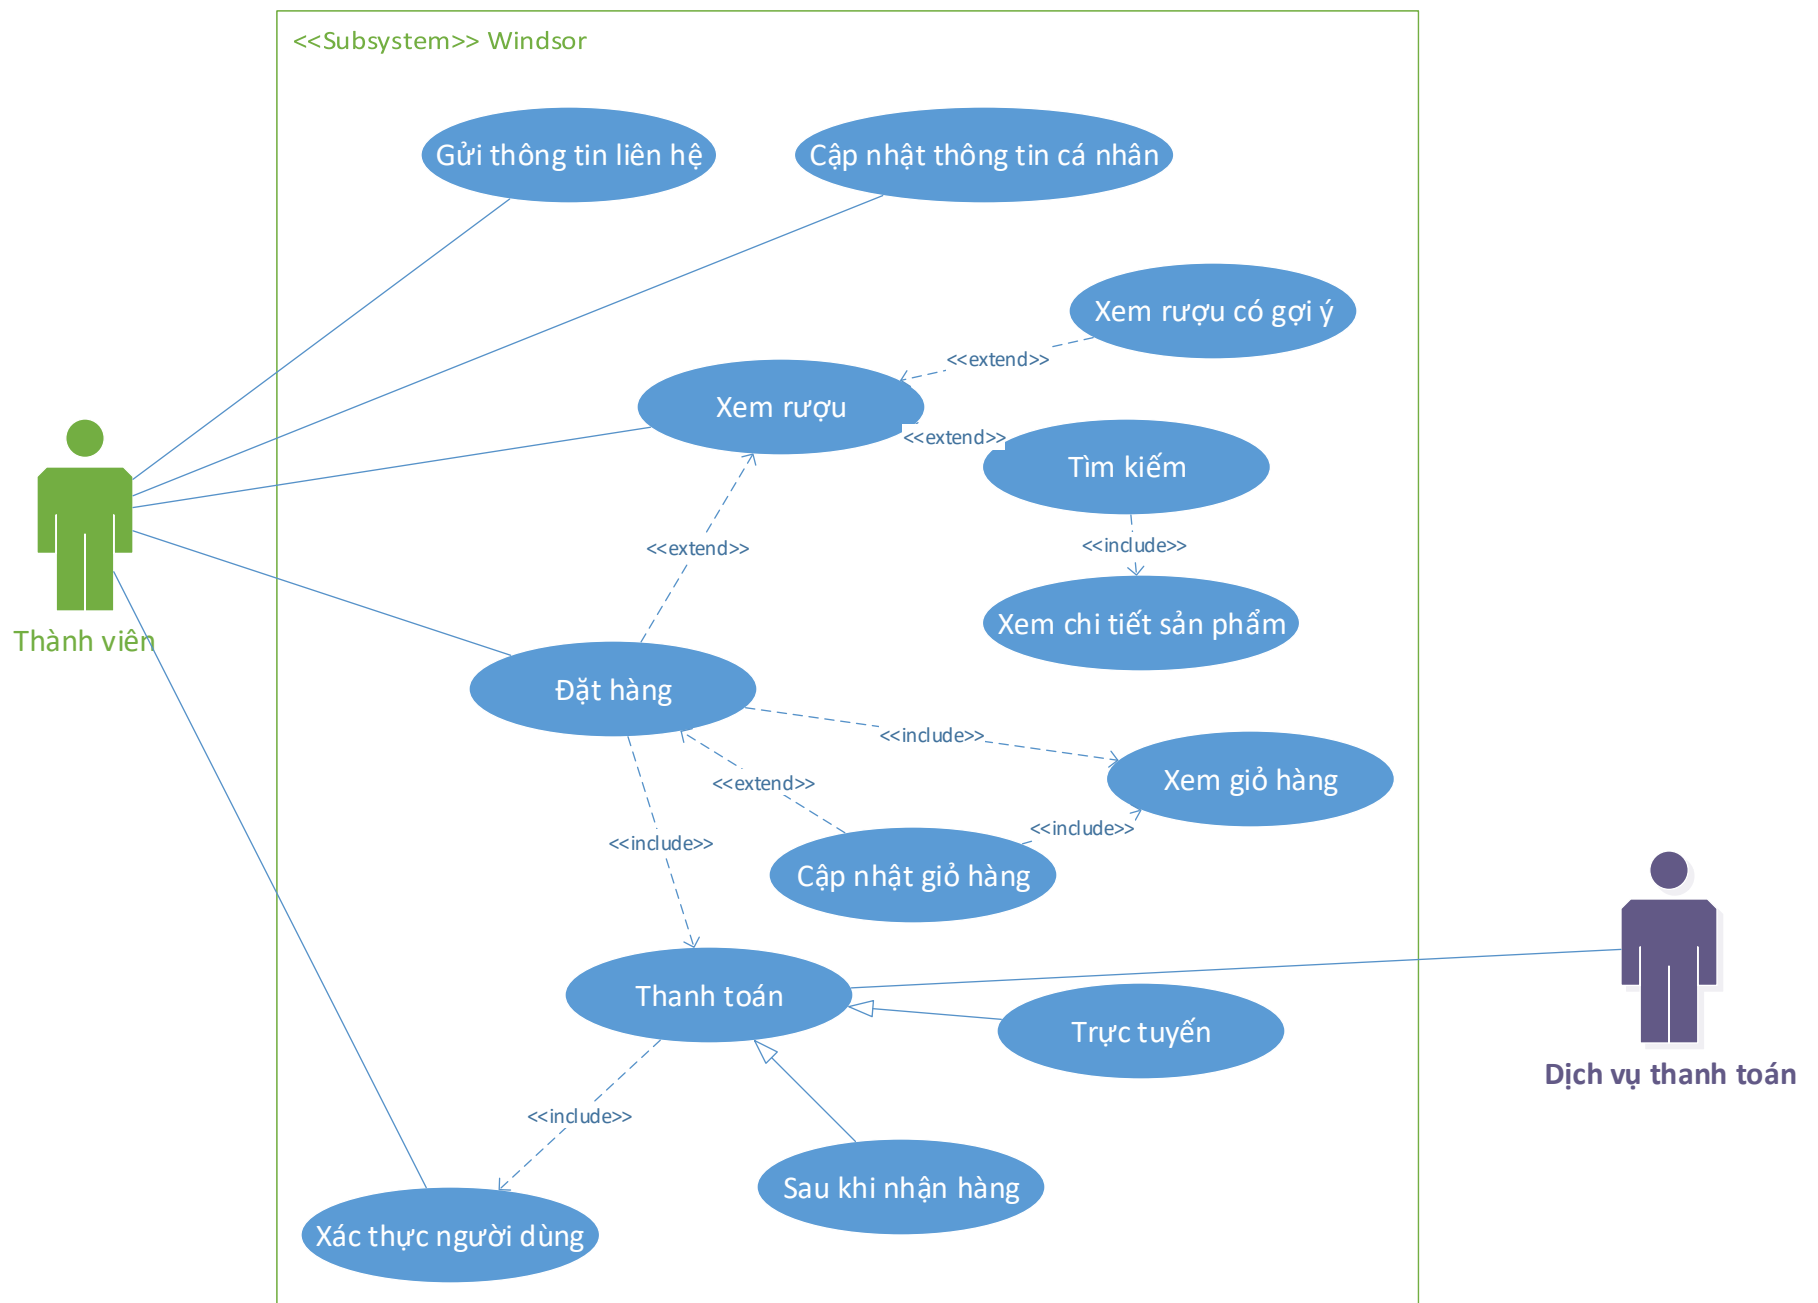 <<Subsystem>> Windsor
Gửi thông tin liên hệ
Cập nhật thông tin cá nhân
Xem rượu có gợi ý
<<extend>>
Xem rượu
<<extend>>
Tìm kiếm
<<extend>>
<<include>>
Thành viên
Xem chi tiết sản phẩm
Đặt hàng
<<include>>
<<extend>>
Xem giỏ hàng
<<include>>
<<include>>
Cập nhật giỏ hàng
Thanh toán
Trực tuyến
Dịch vụ thanh toán
<<include>>
Sau khi nhận hàng
Xác thực người dùng